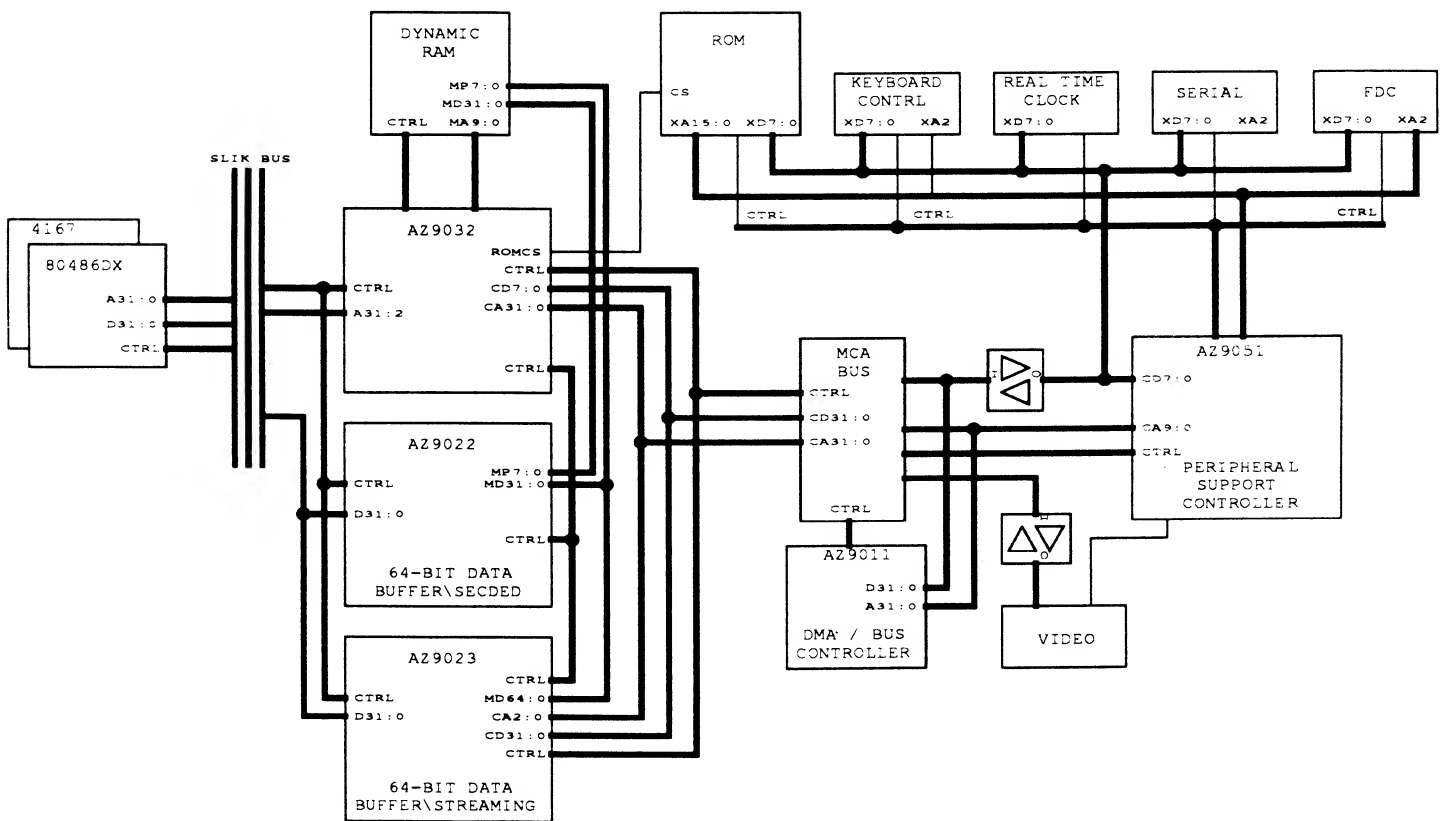 DYNAMIC
RAM
MP7:0
MD31:0
CTRL MA9:0
ROM
CS
XA15:0 XD7:0
KEYBOARD
CONTRL
XD7:0 XA2
REAL TIME
CLOCK
XD7:0
SERIAL
XD7:0 XA2
FDC
XD7:0 XA2
CTRL
CTRL
CTRL
SLIK BUS
4167
80486DX
A31:0
D31:0
CTRL
AZ9032
ROMCS
CTRL
CD7:0
CA31:0
CTRL
A31:2
CTRL
AZ9022
MP7:0
MD31:0
CTRL
D31:0
CTRL
64-BIT DATA
BUFFER\SECDED
AZ9023
CTRL
CTRL
MD64:0
D31:0
CA2:0
CD31:0
CTRL
64-BIT DATA
BUFFER\STREAMING
MCA
BUS
CTRL
CD31:0
CA31:0
CTRL
AZ9011
D31:0
A31:0
DMA / BUS
CONTROLLER
H
O
H
O
VIDEO
AZ9051
CD7:0
CA9:0
CTRL
PERIPHERAL
SUPPORT
CONTROLLER